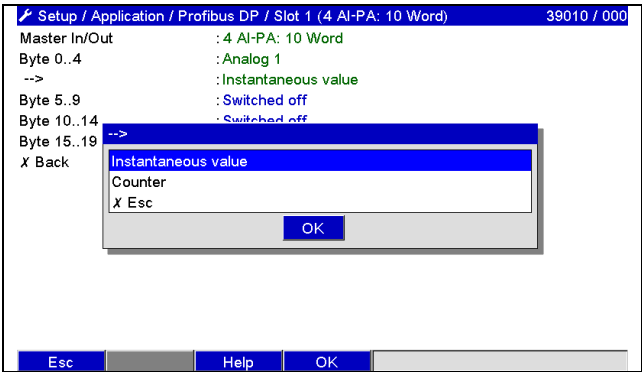 Setup / Application / Profibus DP / Slot 1 (4 AI-PA: 10 Word) 39010 / 000
Master In/Out : 4 AI-PA: 10 Word
Byte 0..4 : Analog 1
--> : Instantaneous value
Byte 5..9 : Switched off
Byte 10..14 : Switched off
Byte 15..19
-->
✗ Back
Instantaneous value
Counter
✗ Esc
OK
Esc Help OK